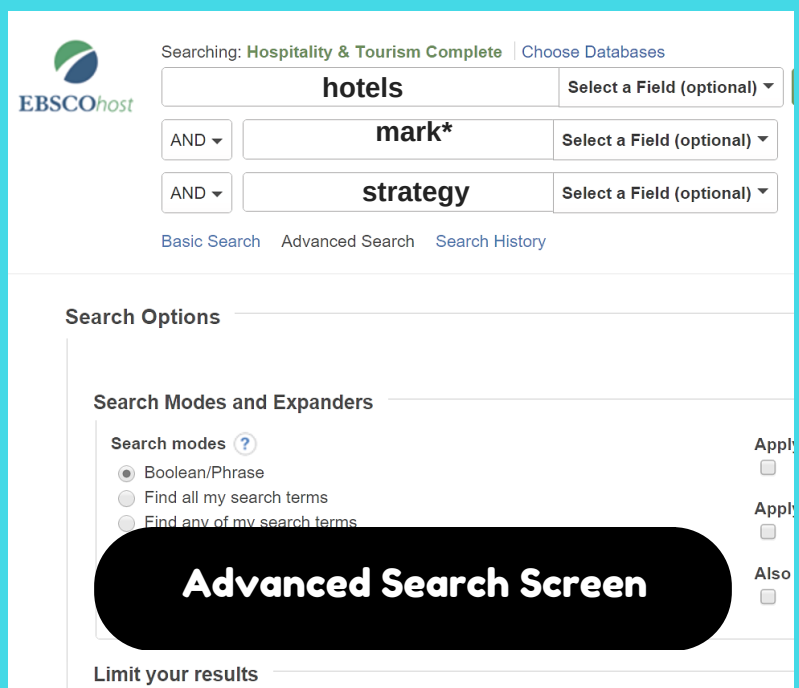 Searching: Hospitality & Tourism Complete Choose Databases
EBSCOhost
hotels Select a Field (optional)
AND mark* Select a Field (optional)
AND strategy Select a Field (optional)
Basic Search Advanced Search Search History
Search Options
Search Modes and Expanders
Search modes ? Apply
Boolean/Phrase
Find all my search terms
Apply
Find any of my search terms
Also
Advanced Search Screen
Limit your results